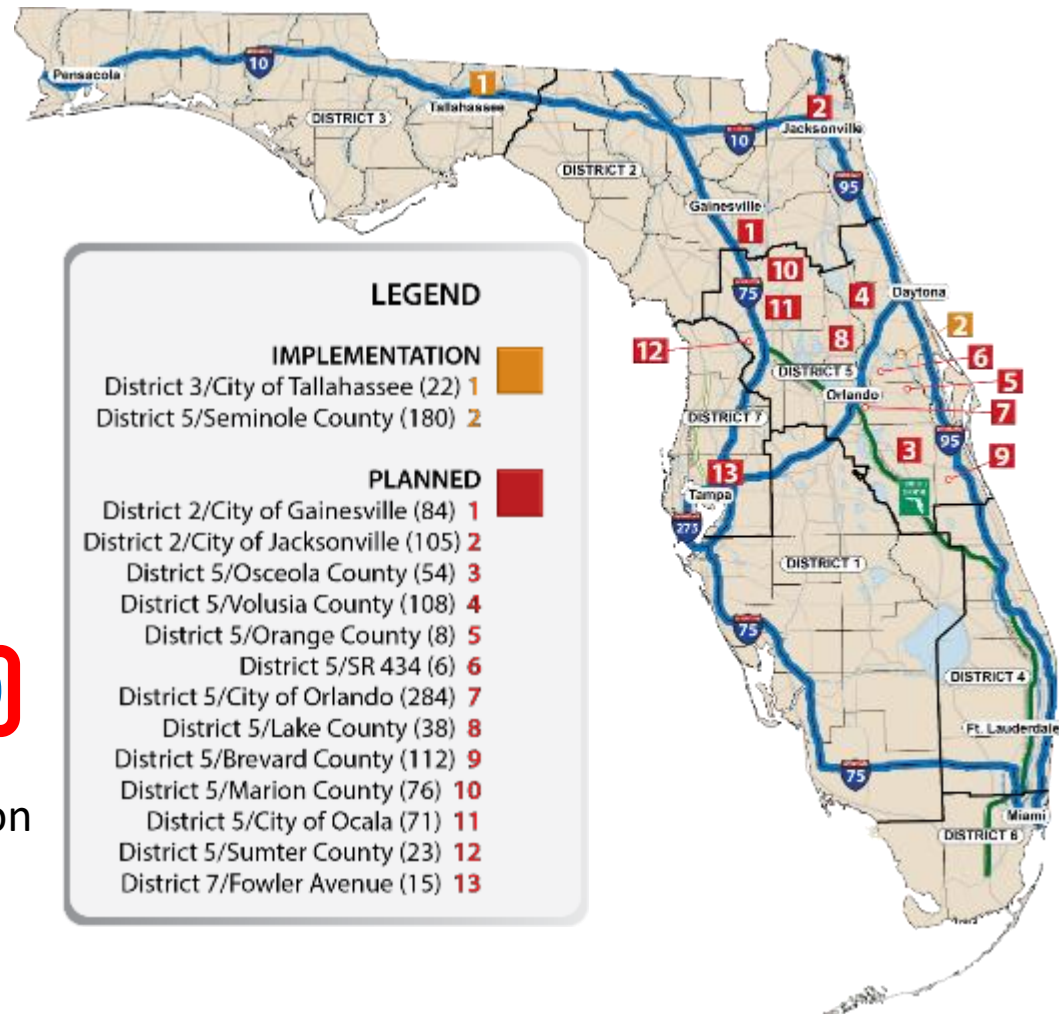 10
Pensacola
1
Tallahassee
DISTRICT 3
2
Jacksonville
10
DISTRICT 2
95
Gainesville
1
10
75
4
Daytona
11
2
12
8
6
DISTRICT 5
5
Orlando
7
DISTRICT 7
3
95
9
13
Tampa
275
DISTRICT 1
75
DISTRICT 4
Ft. Lauderdale
75
Miami
DISTRICT 6
LEGEND
IMPLEMENTATION
District 3/City of Tallahassee (22) 1
District 5/Seminole County (180) 2
PLANNED
District 2/City of Gainesville (84) 1
District 2/City of Jacksonville (105) 2
District 5/Osceola County (54) 3
District 5/Volusia County (108) 4
District 5/Orange County (8) 5
District 5/SR 434 (6) 6
District 5/City of Orlando (284) 7
District 5/Lake County (38) 8
District 5/Brevard County (112) 9
District 5/Marion County (76) 10
District 5/City of Ocala (71) 11
District 5/Sumter County (23) 12
District 7/Fowler Avenue (15) 13
on